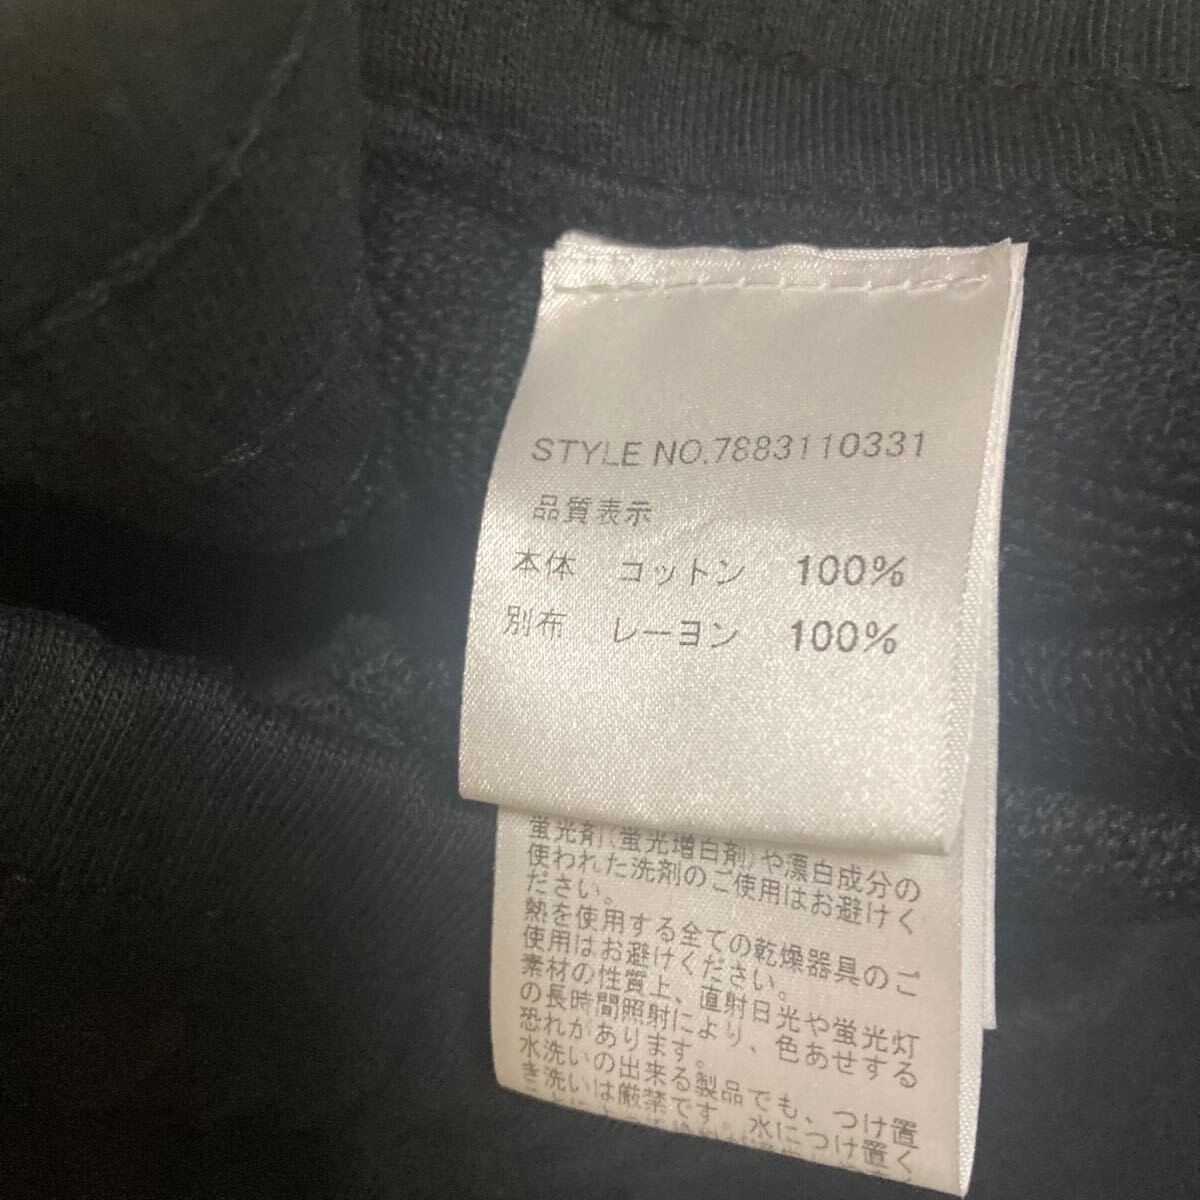 STYLE NO.7883110331
品質表示
本体 コットン 100%
別布 レーヨン 100%
蛍光剤(蛍光増白剤)や漂白成分の
使われた洗剤のご使用はお避けく
ださい。
熱を使用する全ての乾燥器具のご
使用はお避けください。
素材の性質上、直射日光や蛍光灯
の長時間照射により、色あせする
恐れがあります。
水洗いの出来る製品でも、つけ置
き洗いは厳禁です。水につけ置く